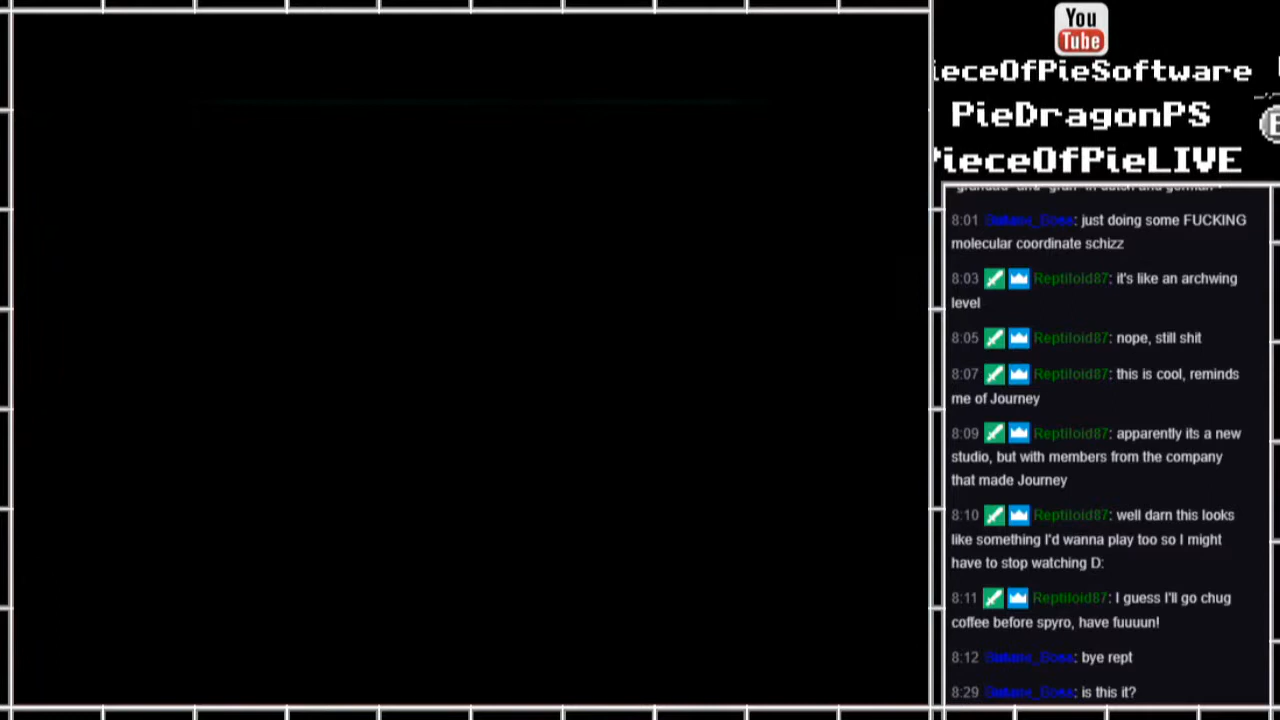 You
Tube
ieceOfPieSoftware
PieDragonPS
PieceOfPieLIVE
8:01 Butane_Boss: just doing some FUCKING
molecular coordinate schizz
8:03 Reptiloid87: it's like an archwing
level
8:05 Reptiloid87: nope, still shit
8:07 Reptiloid87: this is cool, reminds
me of Journey
8:09 Reptiloid87: apparently its a new
studio, but with members from the company
that made Journey
8:10 Reptiloid87: well darn this looks
like something I'd wanna play too so I might
have to stop watching D:
8:11 Reptiloid87: I guess I'll go chug
coffee before spyro, have fuuuun!
8:12 Butane_Boss: bye rept
8:29 Butane_Boss: is this it?